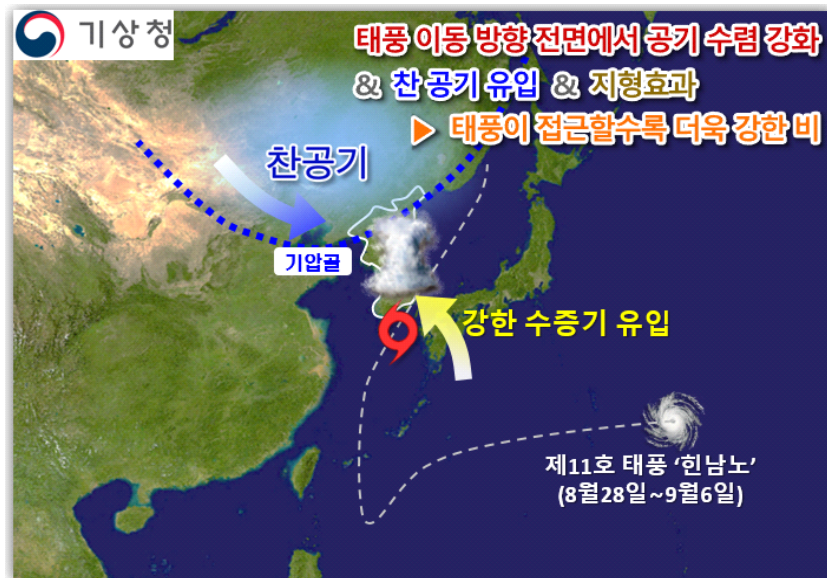 기상청
태풍 이동 방향 전면에서 공기 수렴 강화
& 찬 공기 유입 & 지형효과
▶ 태풍이 접근할수록 더욱 강한 비
찬공기
기압골
강한 수증기 유입
제11호 태풍 ‘힌남노’
(8월28일~9월6일)